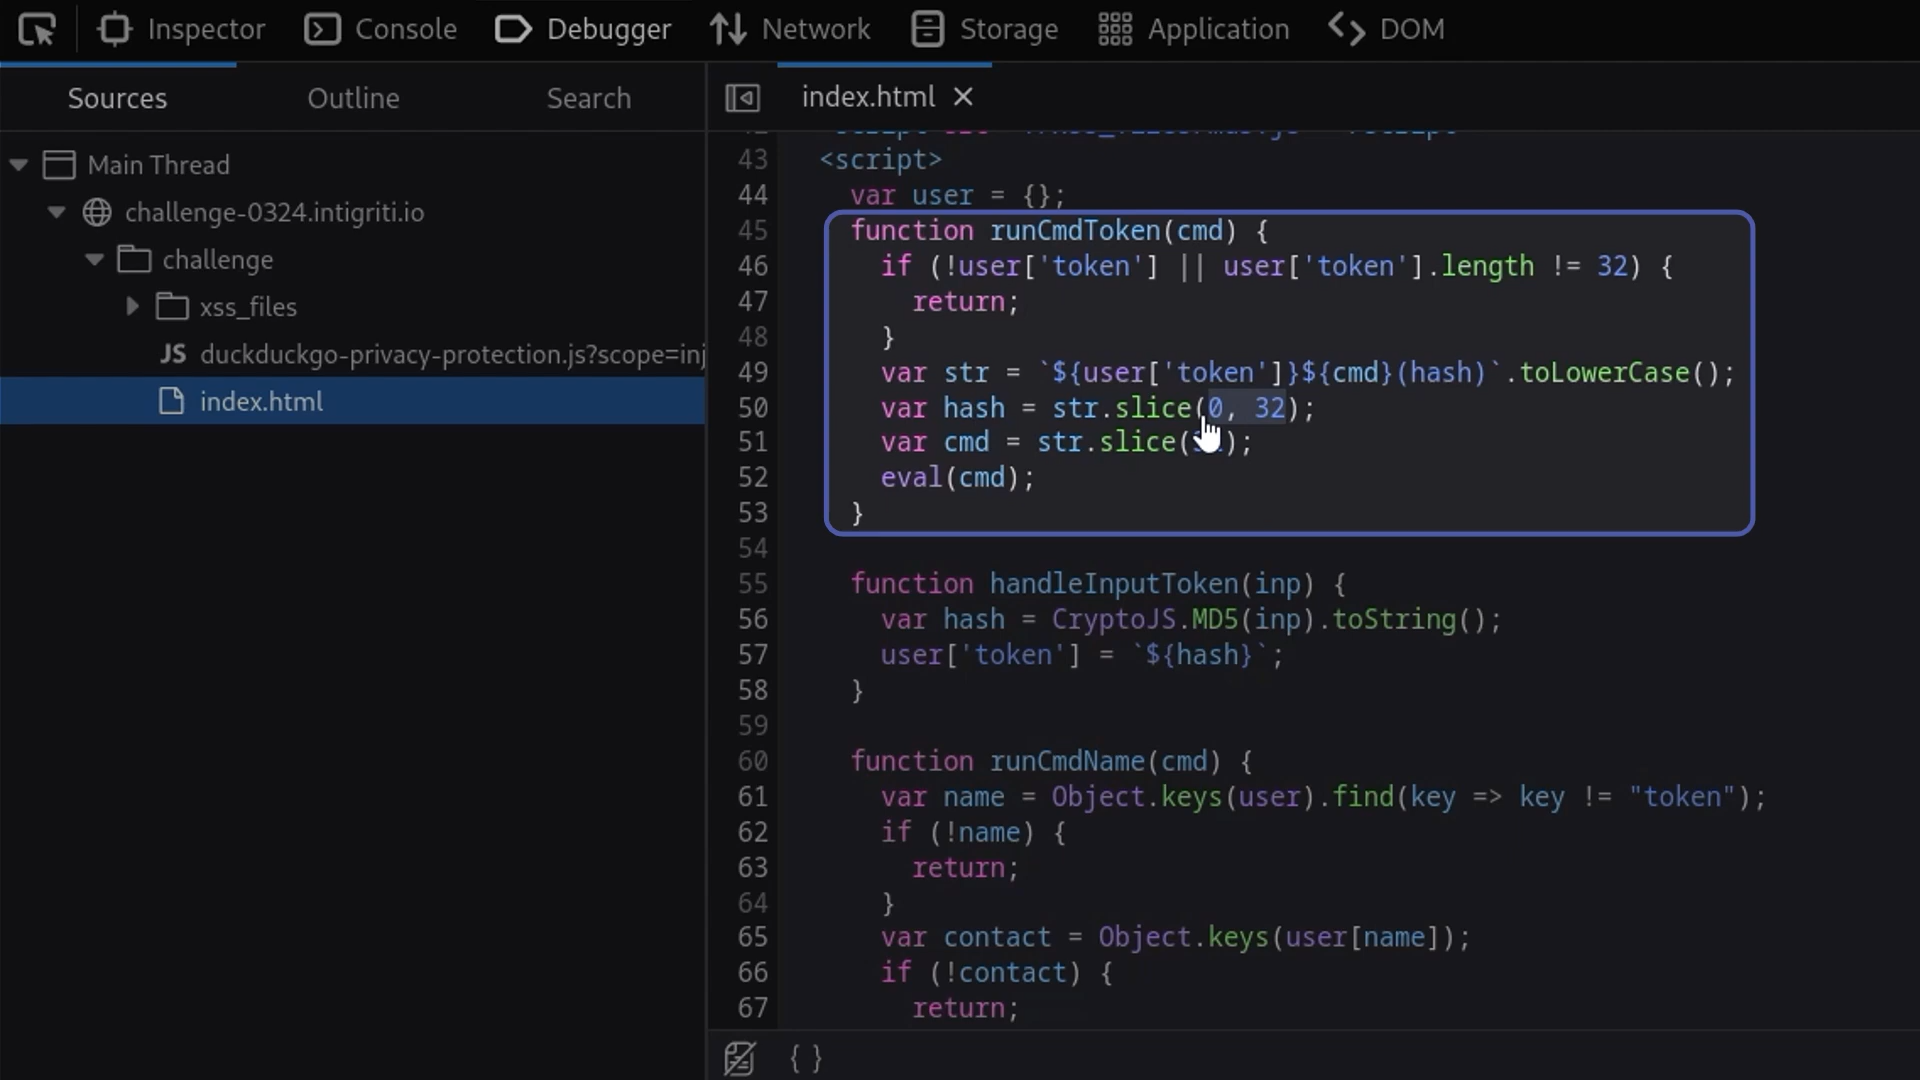 Inspector Console Debugger Network Storage Application DOM
Sources Outline Search
index.html
Main Thread
challenge-0324.intigriti.io
challenge
xss_files
JS duckduckgo-privacy-protection.js?scope=inj
index.html
43 <script>
44 var user = {};
45 function runCmdToken(cmd) {
46 if (!user['token'] || user['token'].length != 32) {
47 return;
48 }
49 var str = `${user['token']}${cmd}(hash)`.toLowerCase();
50 var hash = str.slice(0, 32);
51 var cmd = str.slice( );
52 eval(cmd);
53 }
54
55 function handleInputToken(inp) {
56 var hash = CryptoJS.MD5(inp).toString();
57 user['token'] = `${hash}`;
58 }
59
60 function runCmdName(cmd) {
61 var name = Object.keys(user).find(key => key != "token");
62 if (!name) {
63 return;
64 }
65 var contact = Object.keys(user[name]);
66 if (!contact) {
67 return;
{ }